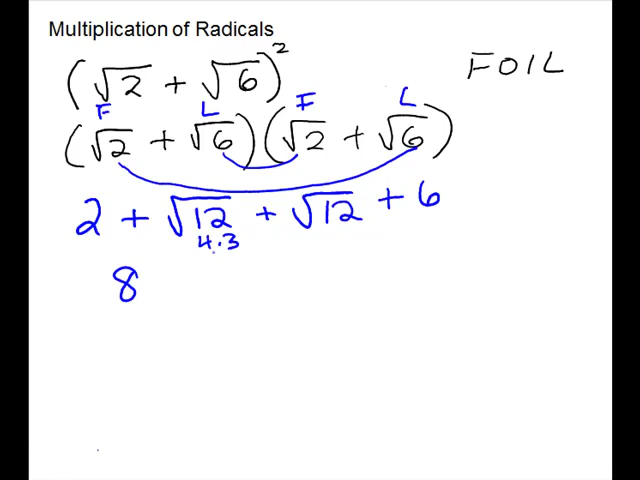 Multiplication of Radicals
(√2 + √6)² FOIL
F L F L
(√2 + √6)(√2 + √6)
2 + √12 + √12 + 6
4·3
8